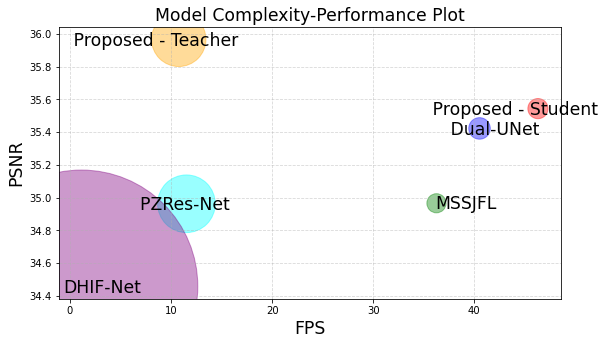 Model Complexity-Performance Plot
36.0
Proposed - Teacher
35.8
35.6
Proposed - Student
35.4
Dual-UNet
35.2
PSNR
35.0
PZRes-Net
MSSJFL
34.8
34.6
DHIF-Net
34.4
0 10 20 30 40
FPS